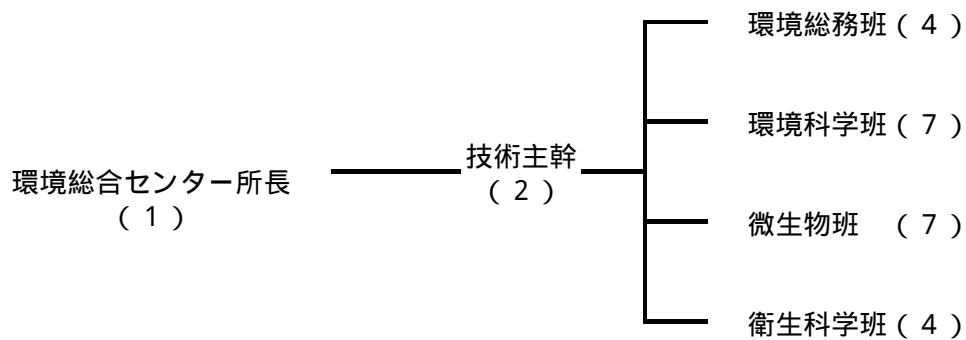 環境総務班(4)
環境科学班(7)
技術主幹
(2)
環境総合センター所長
(1)
微生物班 (7)
衛生科学班(4)